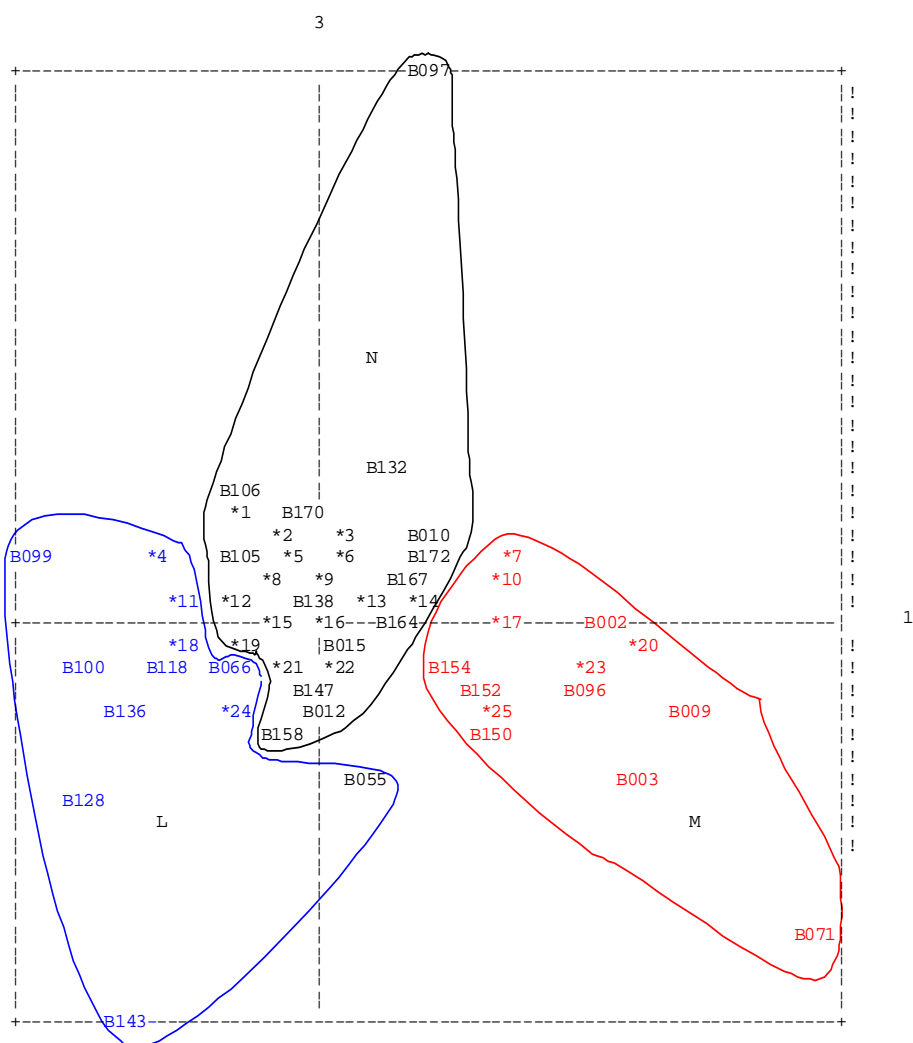 3
B097
N
B132
B106
*1 B170
*2 *3 B010
B099 *4 B105 *5 *6 B172 *7
*8 *9 B167 *10
*11 *12 B138 *13 *14
*15 *16 B164 *17 B002 1
*18 *19 B015 *20
B100 B118 B066 *21 *22 B154 *23
B147 B152 B096
B136 *24 B012 *25 B009
B158 B150
B055 B003
B128
L M
B071
B143